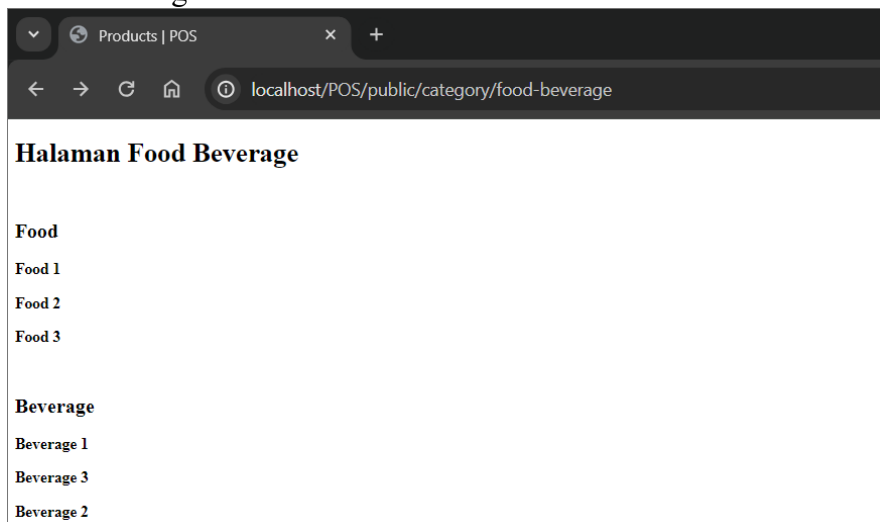 Products | POS
localhost/POS/public/category/food-beverage
Halaman Food Beverage
Food
Food 1
Food 2
Food 3
Beverage
Beverage 1
Beverage 3
Beverage 2